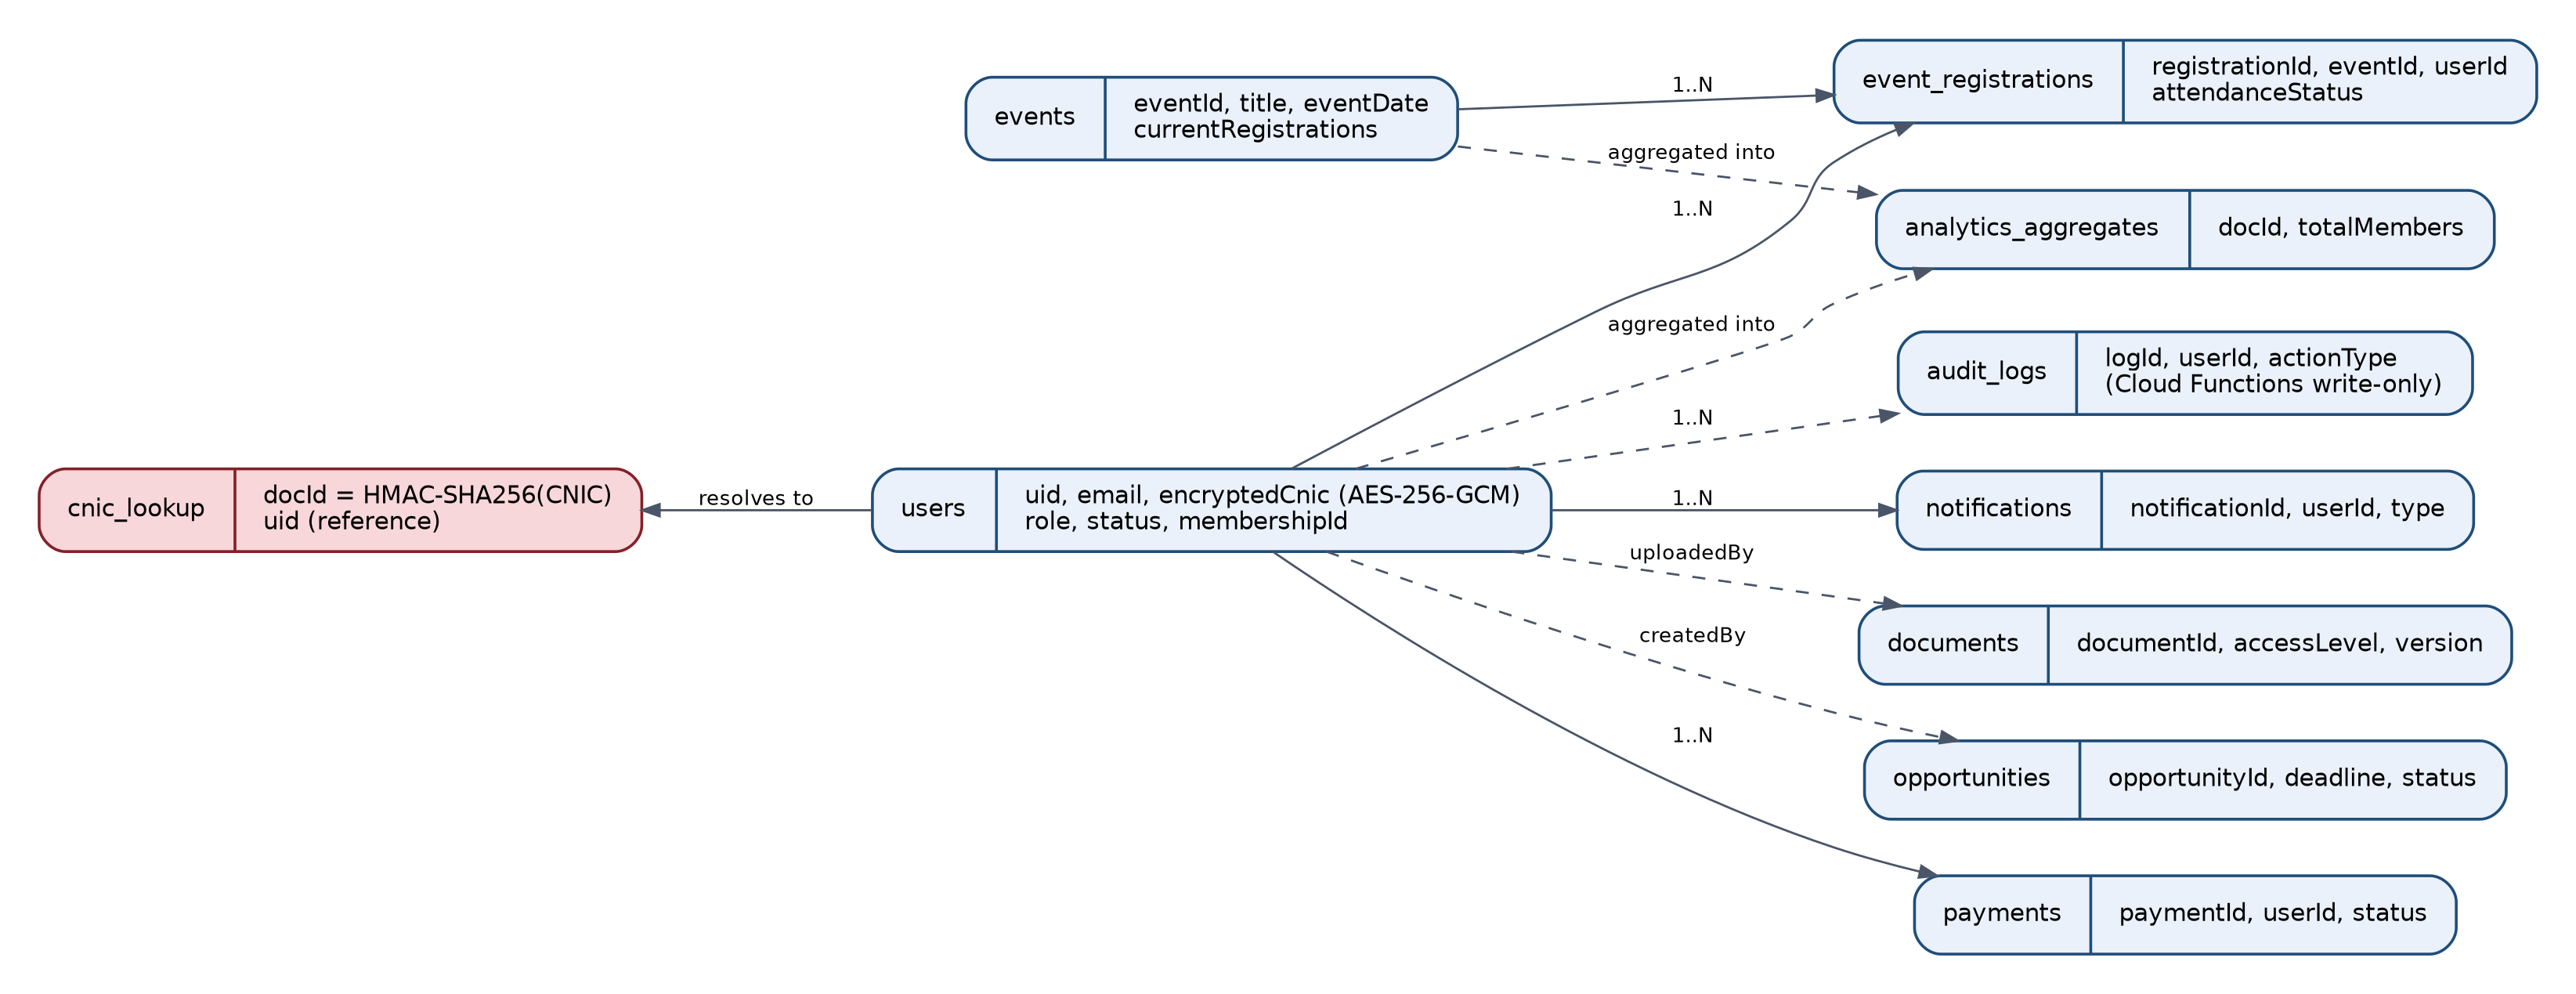 events
eventId, title, eventDate
currentRegistrations
1..N
event_registrations
registrationId, eventId, userId
attendanceStatus
aggregated into
1..N
analytics_aggregates
docId, totalMembers
aggregated into
audit_logs
logId, userId, actionType
(Cloud Functions write-only)
1..N
cnic_lookup
docId = HMAC-SHA256(CNIC)
uid (reference)
resolves to
users
uid, email, encryptedCnic (AES-256-GCM)
role, status, membershipId
1..N
notifications
notificationId, userId, type
uploadedBy
documents
documentId, accessLevel, version
createdBy
opportunities
opportunityId, deadline, status
1..N
payments
paymentId, userId, status